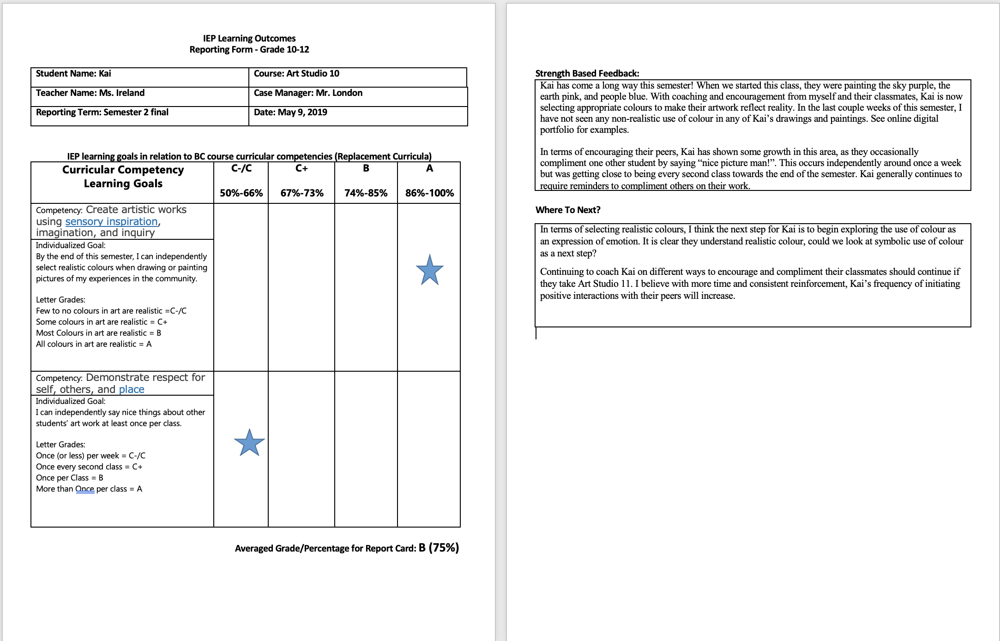 IEP Learning Outcomes
Reporting Form - Grade 10-12
Student Name: Kai
Course: Art Studio 10
Teacher Name: Ms. Ireland
Case Manager: Mr. London
Reporting Term: Semester 2 final
Date: May 9, 2019
IEP learning goals in relation to BC course curricular competencies (Replacement Curricula)
Curricular Competency
Learning Goals
C-/C
50%-66%
C+
67%-73%
B
74%-85%
A
86%-100%
Competency: Create artistic works
using sensory inspiration,
imagination, and inquiry
Individualized Goal:
By the end of this semester, I can independently
select realistic colours when drawing or painting
pictures of my experiences in the community.
Letter Grades:
Few to no colours in art are realistic =C-/C
Some colours in art are realistic = C+
Most Colours in art are realistic = B
All colours in art are realistic = A
Competency: Demonstrate respect for
self, others, and place
Individualized Goal:
I can independently say nice things about other
students' art work at least once per class.
Letter Grades:
Once (or less) per week = C-/C
Once every second class = C+
Once per Class = B
More than Once per class = A
Averaged Grade/Percentage for Report Card: B (75%)
Strength Based Feedback:
Kai has come a long way this semester! When we started this class, they were painting the sky purple, the
earth pink, and people blue. With coaching and encouragement from myself and their classmates, Kai is now
selecting appropriate colours to make their artwork reflect reality. In the last couple weeks of this semester, I
have not seen any non-realistic use of colour in any of Kai's drawings and paintings. See online digital
portfolio for examples.
In terms of encouraging their peers, Kai has shown some growth in this area, as they occasionally
compliment one other student by saying “nice picture man!”. This occurs independently around once a week
but was getting close to being every second class towards the end of the semester. Kai generally continues to
require reminders to compliment others on their work.
Where To Next?
In terms of selecting realistic colours, I think the next step for Kai is to begin exploring the use of colour as
an expression of emotion. It is clear they understand realistic colour, could we look at symbolic use of colour
as a next step?
Continuing to coach Kai on different ways to encourage and compliment their classmates should continue if
they take Art Studio 11. I believe with more time and consistent reinforcement, Kai's frequency of initiating
positive interactions with their peers will increase.